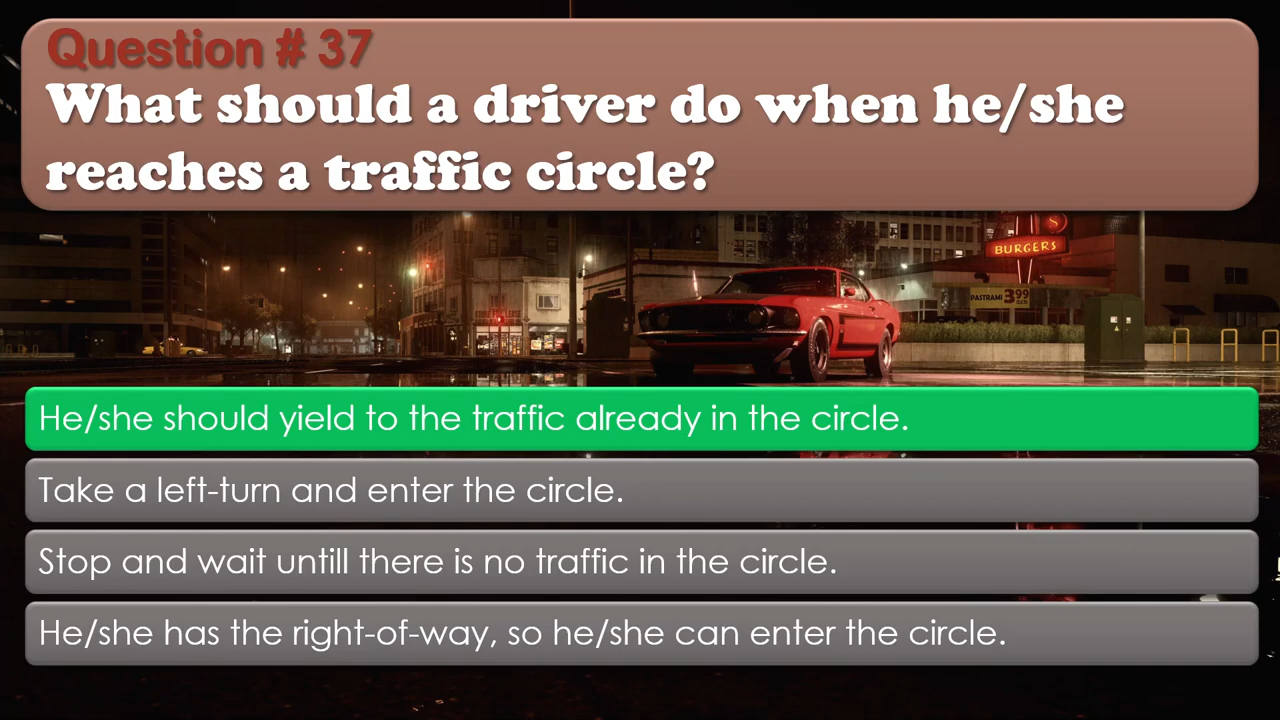 Question # 37
What should a driver do when he/she
reaches a traffic circle?
BURGERS
PASTRAMI 3.99
He/she should yield to the traffic already in the circle.
Take a left-turn and enter the circle.
Stop and wait untill there is no traffic in the circle.
He/she has the right-of-way, so he/she can enter the circle.